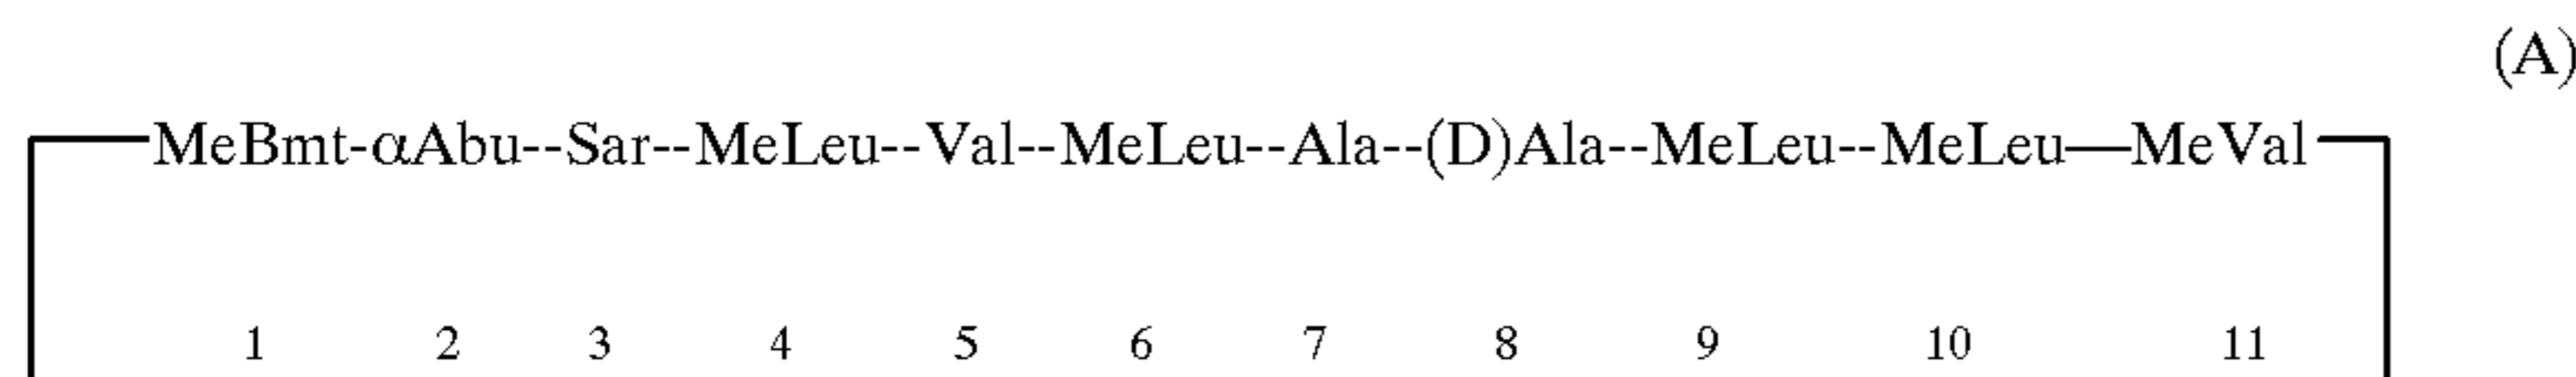 (A)
MeBmt-αAbu--Sar--MeLeu--Val--MeLeu--Ala--(D)Ala--MeLeu--MeLeu—MeVal
1 2 3 4 5 6 7 8 9 10 11